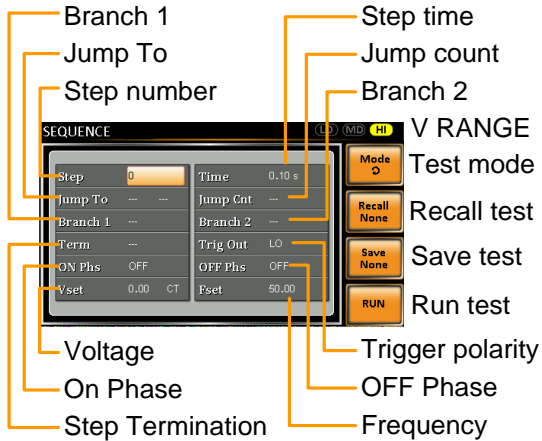 Branch 1
Step time
Jump To
Jump count
Step number
Branch 2
SEQUENCE LO MD HI V RANGE
Mode Test mode
Step 0 Time 0.10 s
Jump To --- --- Jump Cnt ---
Recall None Recall test
Branch 1 --- Branch 2 ---
Term --- Trig Out LO
Save None Save test
ON Phs OFF OFF Phs OFF
Vset 0.00 CT Fset 50.00
RUN Run test
Voltage
Trigger polarity
On Phase
OFF Phase
Step Termination
Frequency